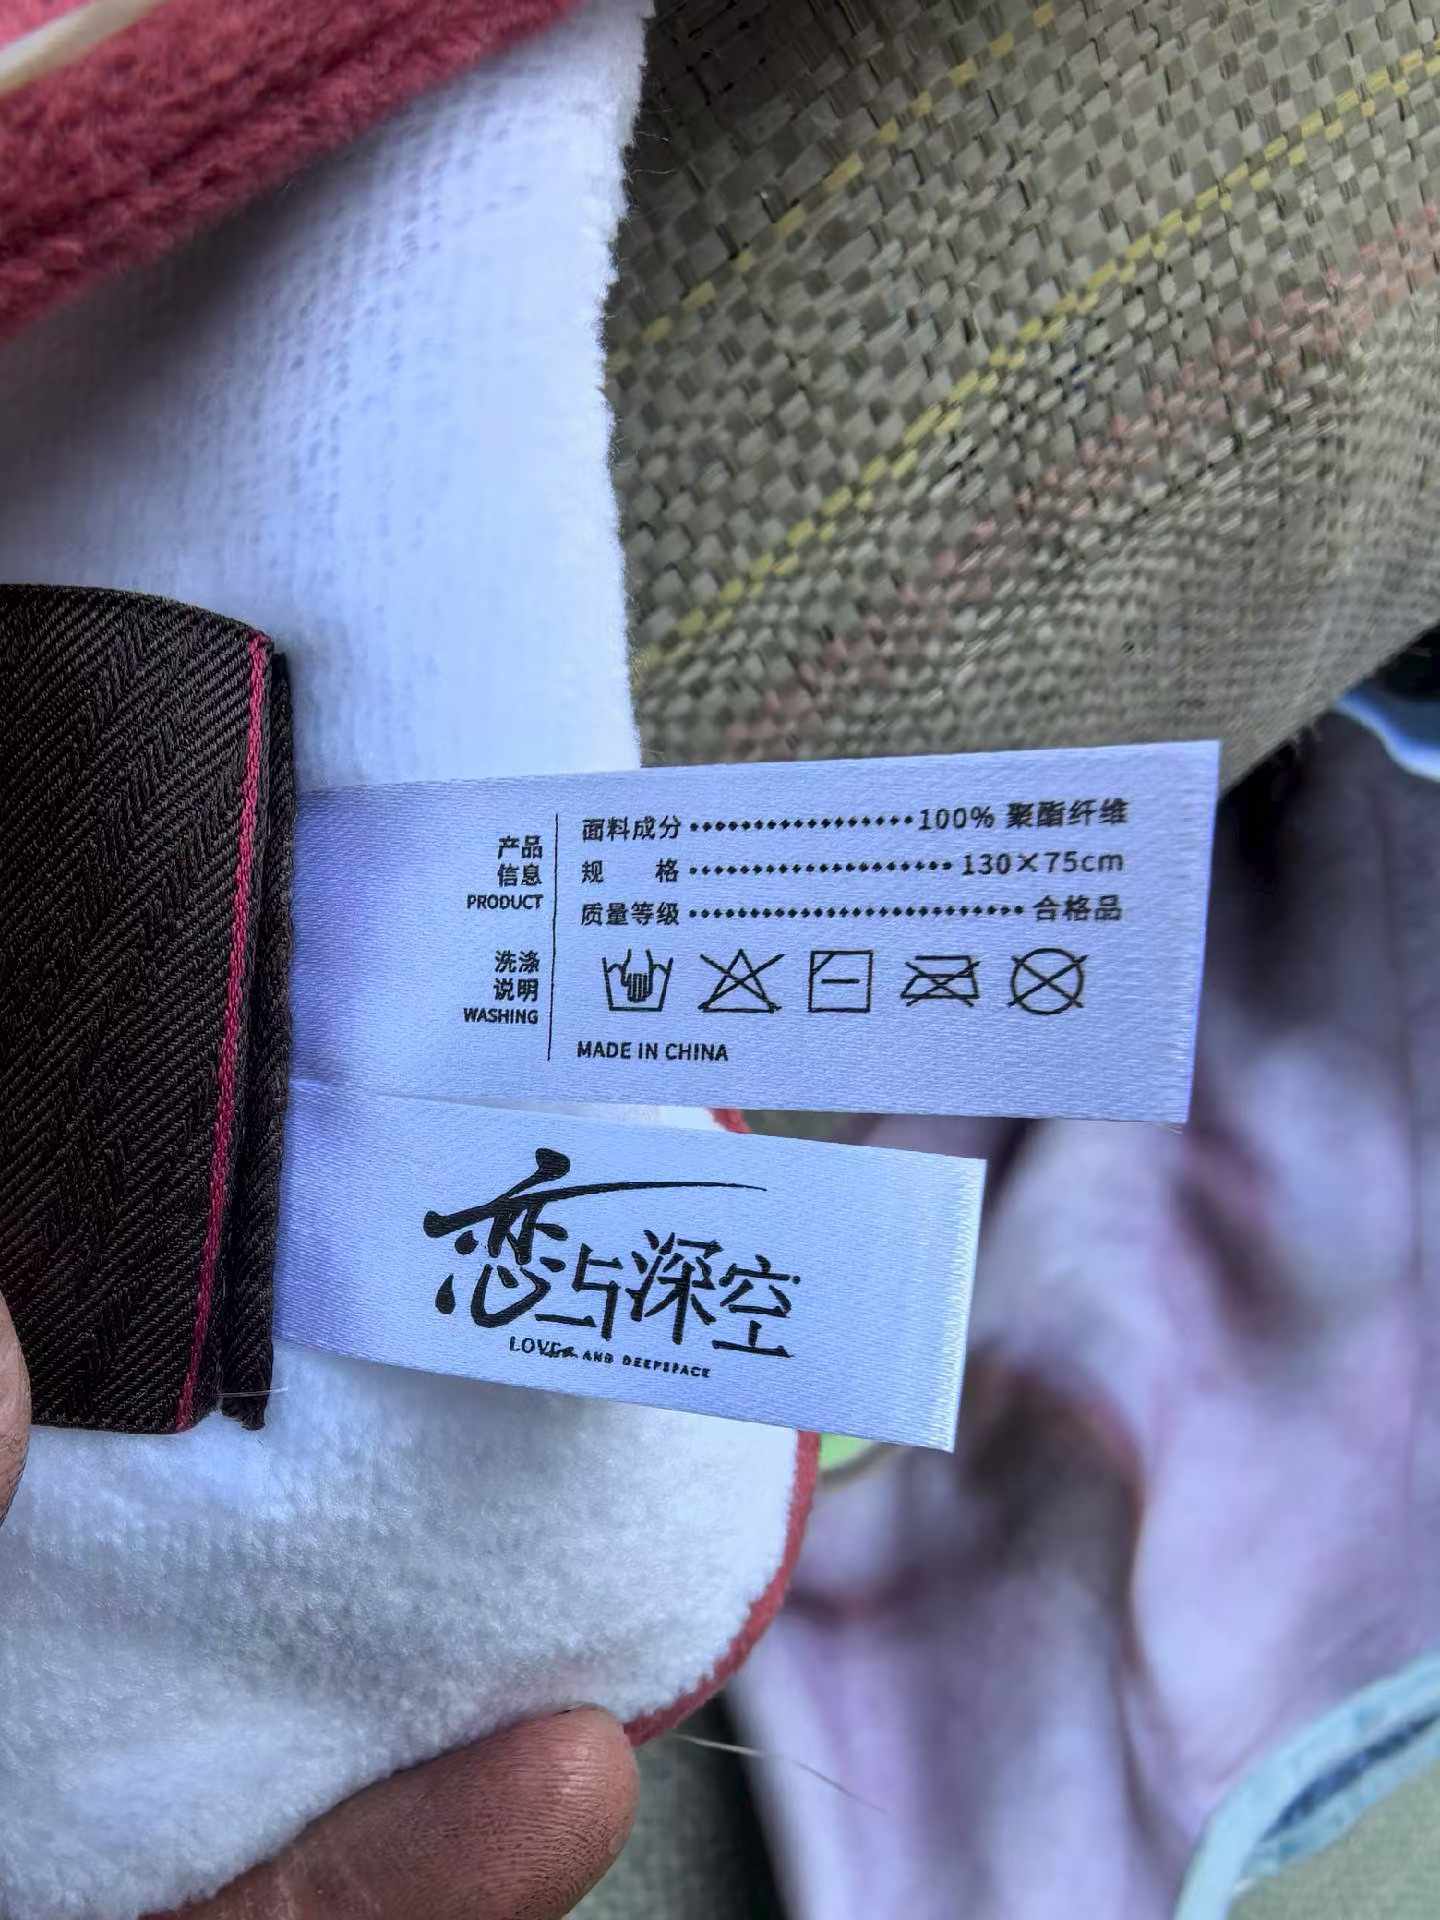 产品
信息
PRODUCT
面料成分·················100% 聚酯纤维
规 格····················130×75cm
质量等级··························合格品
洗涤
说明
WASHING
MADE IN CHINA
恋与深空
LOVE AND DEEPSPACE